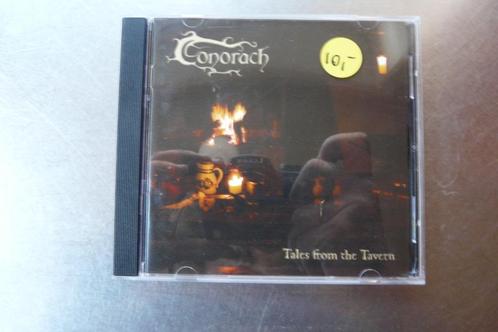 Conorach
10,-
Tales from the Tavern